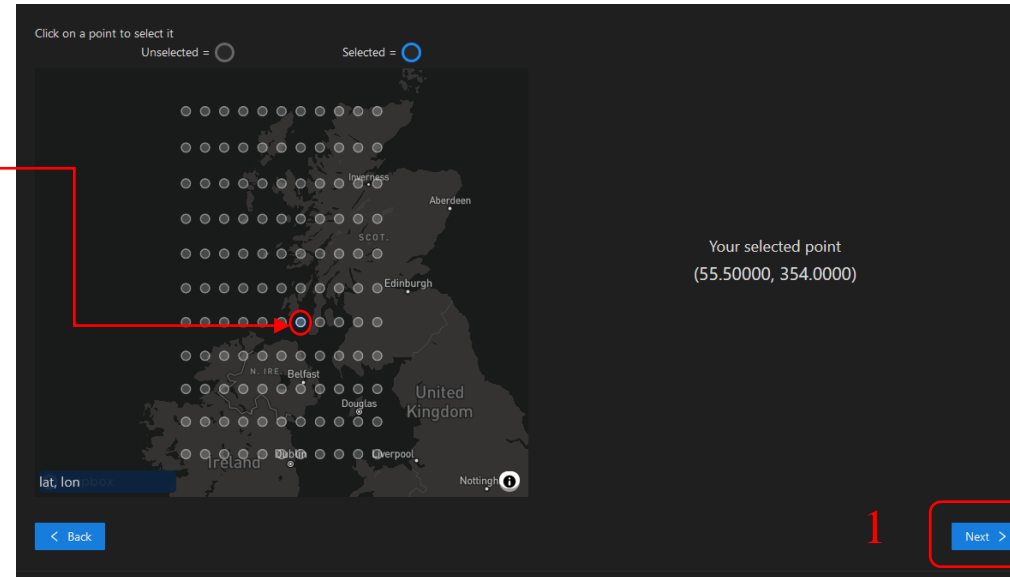 Click on a point to select it
Unselected =
Selected =
Inverness
Aberdeen
SCOT.
Your selected point
(55.50000, 354.0000)
Edinburgh
N. IRE.
Belfast
United
Kingdom
Douglas
Dublin
Liverpool
Ireland
lat, lon
Back
1
Next